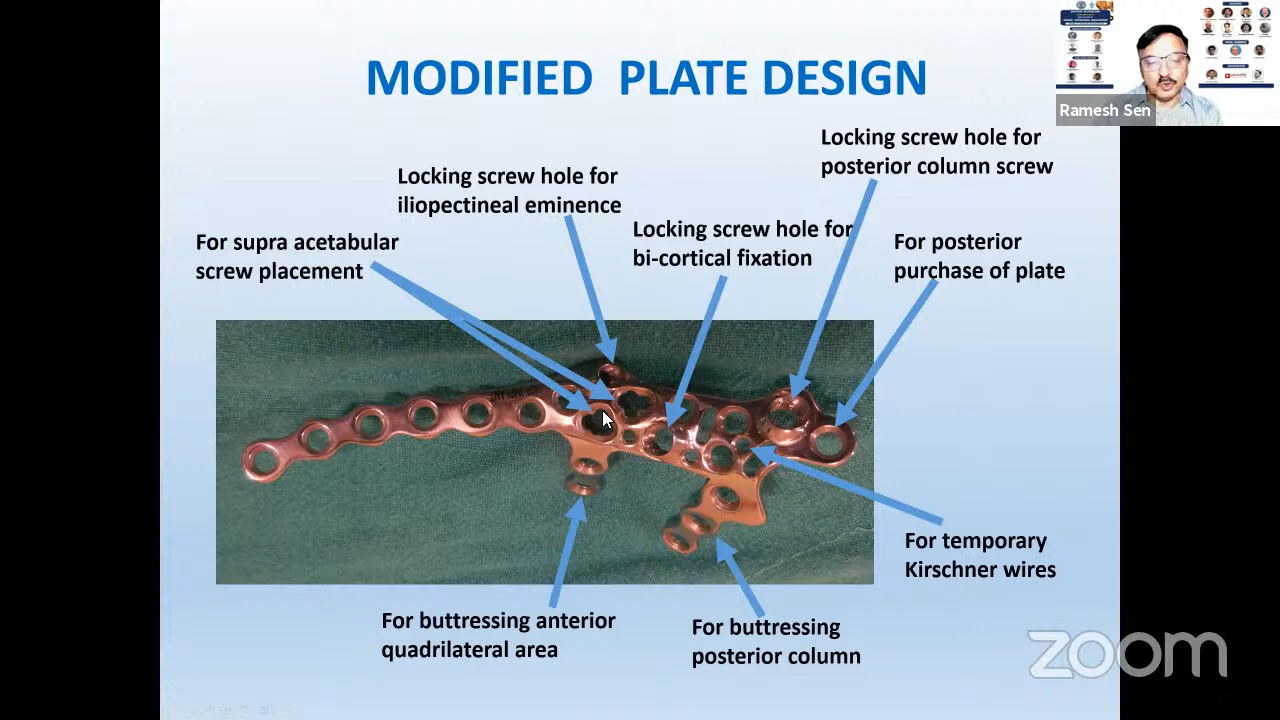 MODIFIED PLATE DESIGN
Ramesh Sen
Locking screw hole for
posterior column screw
Locking screw hole for
iliopectineal eminence
Locking screw hole for
bi-cortical fixation
For supra acetabular
screw placement
For posterior
purchase of plate
For temporary
Kirschner wires
For buttressing anterior
quadrilateral area
For buttressing
posterior column
zoom